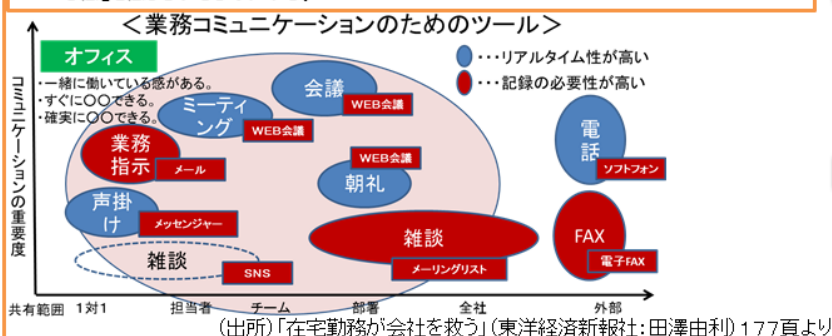 ＜業務コミュニケーションのためのツール＞
オフィス
・一緒に働いている感がある。
・すぐに〇〇できる。
・確実に〇〇できる。
・・・リアルタイム性が高い
・・・記録の必要性が高い
コミュニケーションの重要度
会議
WEB会議
ミーティ
ング
WEB会議
業務
指示
メール
WEB会議
朝礼
声掛
け
メッセンジャー
雑談
SNS
雑談
メーリングリスト
電
話
ソフトフォン
FAX
電子FAX
共有範囲 1対1 担当者 チーム 部署 全社 外部
(出所)「在宅勤務が会社を救う」(東洋経済新報社:田澤由利)177頁より